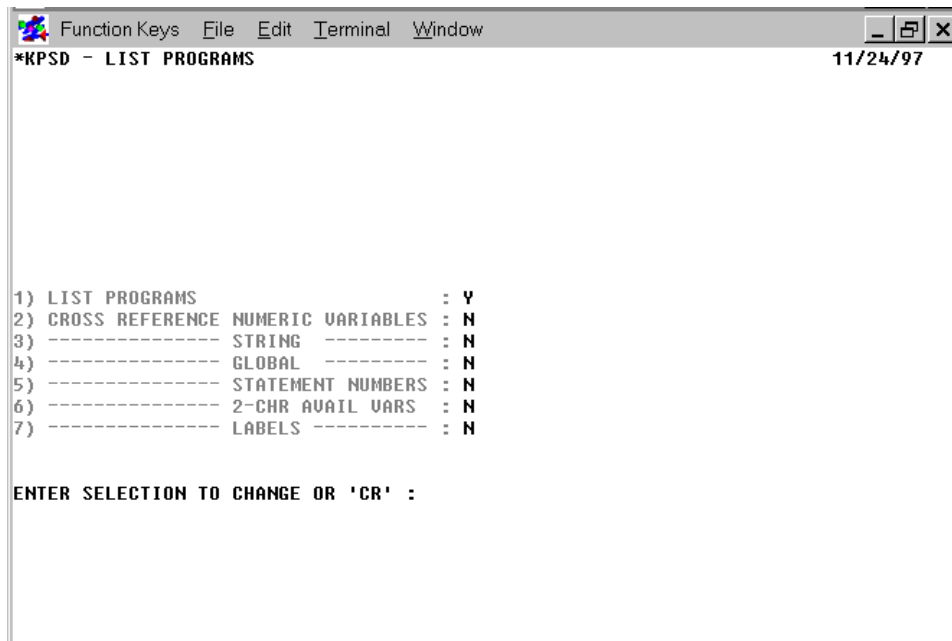 Function Keys File Edit Terminal Window
*KPSD - LIST PROGRAMS 11/24/97
1) LIST PROGRAMS : Y
2) CROSS REFERENCE NUMERIC VARIABLES : N
3) --------------- STRING --------- : N
4) --------------- GLOBAL --------- : N
5) --------------- STATEMENT NUMBERS : N
6) --------------- 2-CHR AVAIL VARS : N
7) --------------- LABELS ---------- : N
ENTER SELECTION TO CHANGE OR 'CR' :